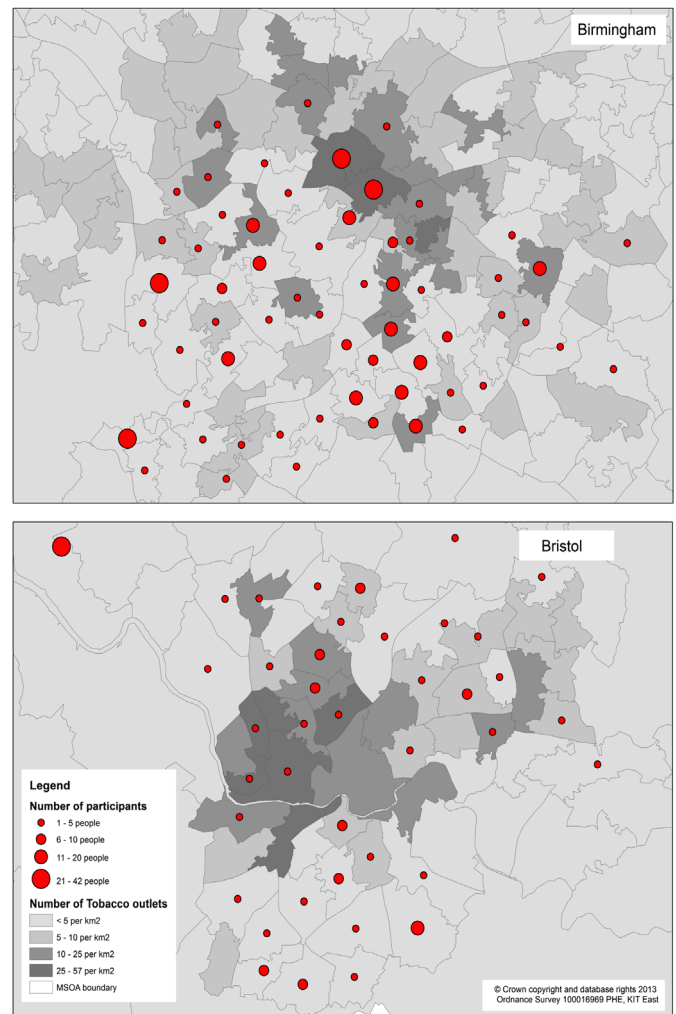 Birmingham
Bristol
Legend
Number of participants
1 - 5 people
6 - 10 people
11 - 20 people
21 - 42 people
Number of Tobacco outlets
< 5 per km2
5 - 10 per km2
10 - 25 per km2
25 - 57 per km2
MSOA boundary
© Crown copyright and database rights 2013
Ordnance Survey 100016969 PHE, KIT East